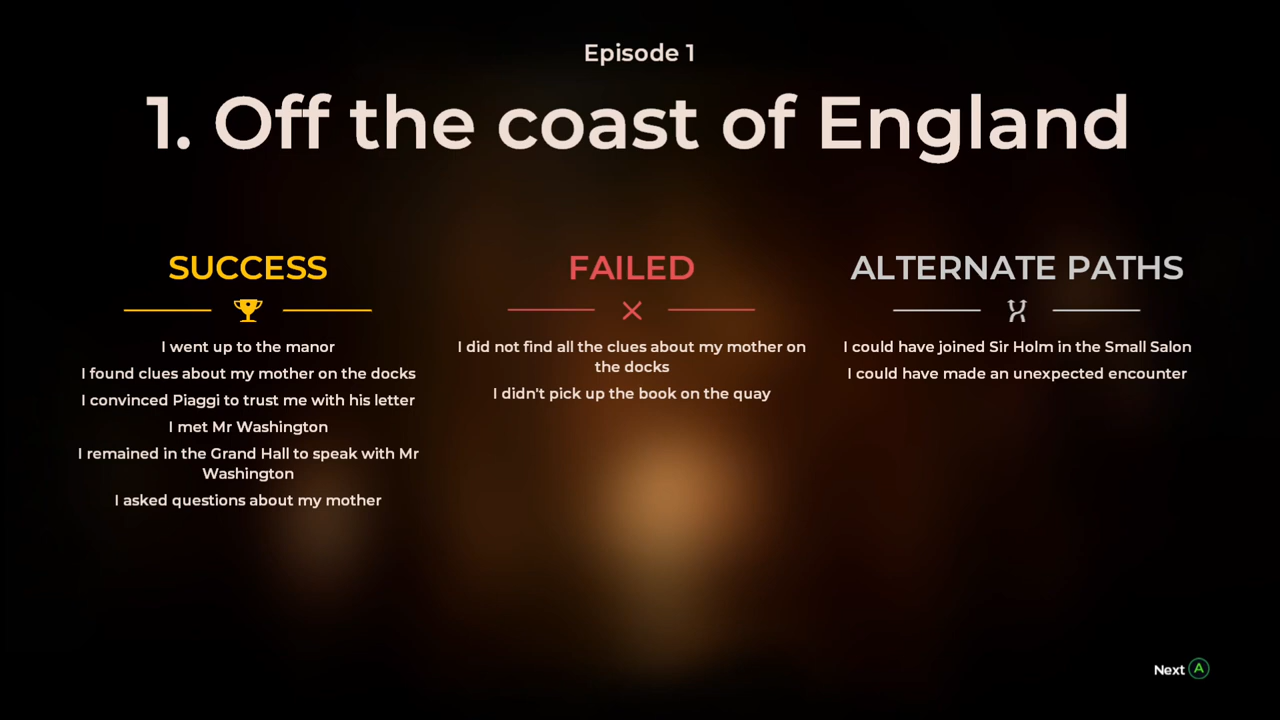 Episode 1
1. Off the coast of England
SUCCESS
I went up to the manor
I found clues about my mother on the docks
I convinced Piaggi to trust me with his letter
I met Mr Washington
I remained in the Grand Hall to speak with Mr
Washington
I asked questions about my mother
FAILED
I did not find all the clues about my mother on
the docks
I didn't pick up the book on the quay
ALTERNATE PATHS
I could have joined Sir Holm in the Small Salon
I could have made an unexpected encounter
Next A